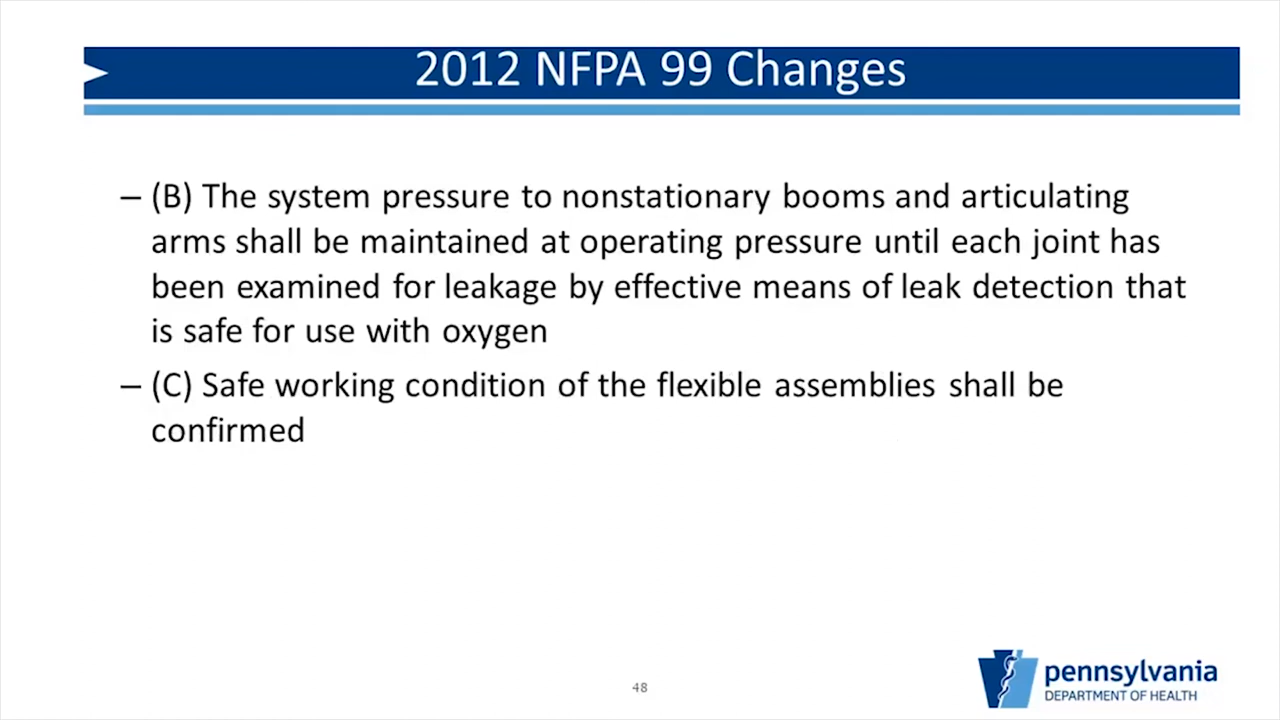 2012 NFPA 99 Changes
– (B) The system pressure to nonstationary booms and articulating
arms shall be maintained at operating pressure until each joint has
been examined for leakage by effective means of leak detection that
is safe for use with oxygen
– (C) Safe working condition of the flexible assemblies shall be
confirmed
48
pennsylvania
DEPARTMENT OF HEALTH